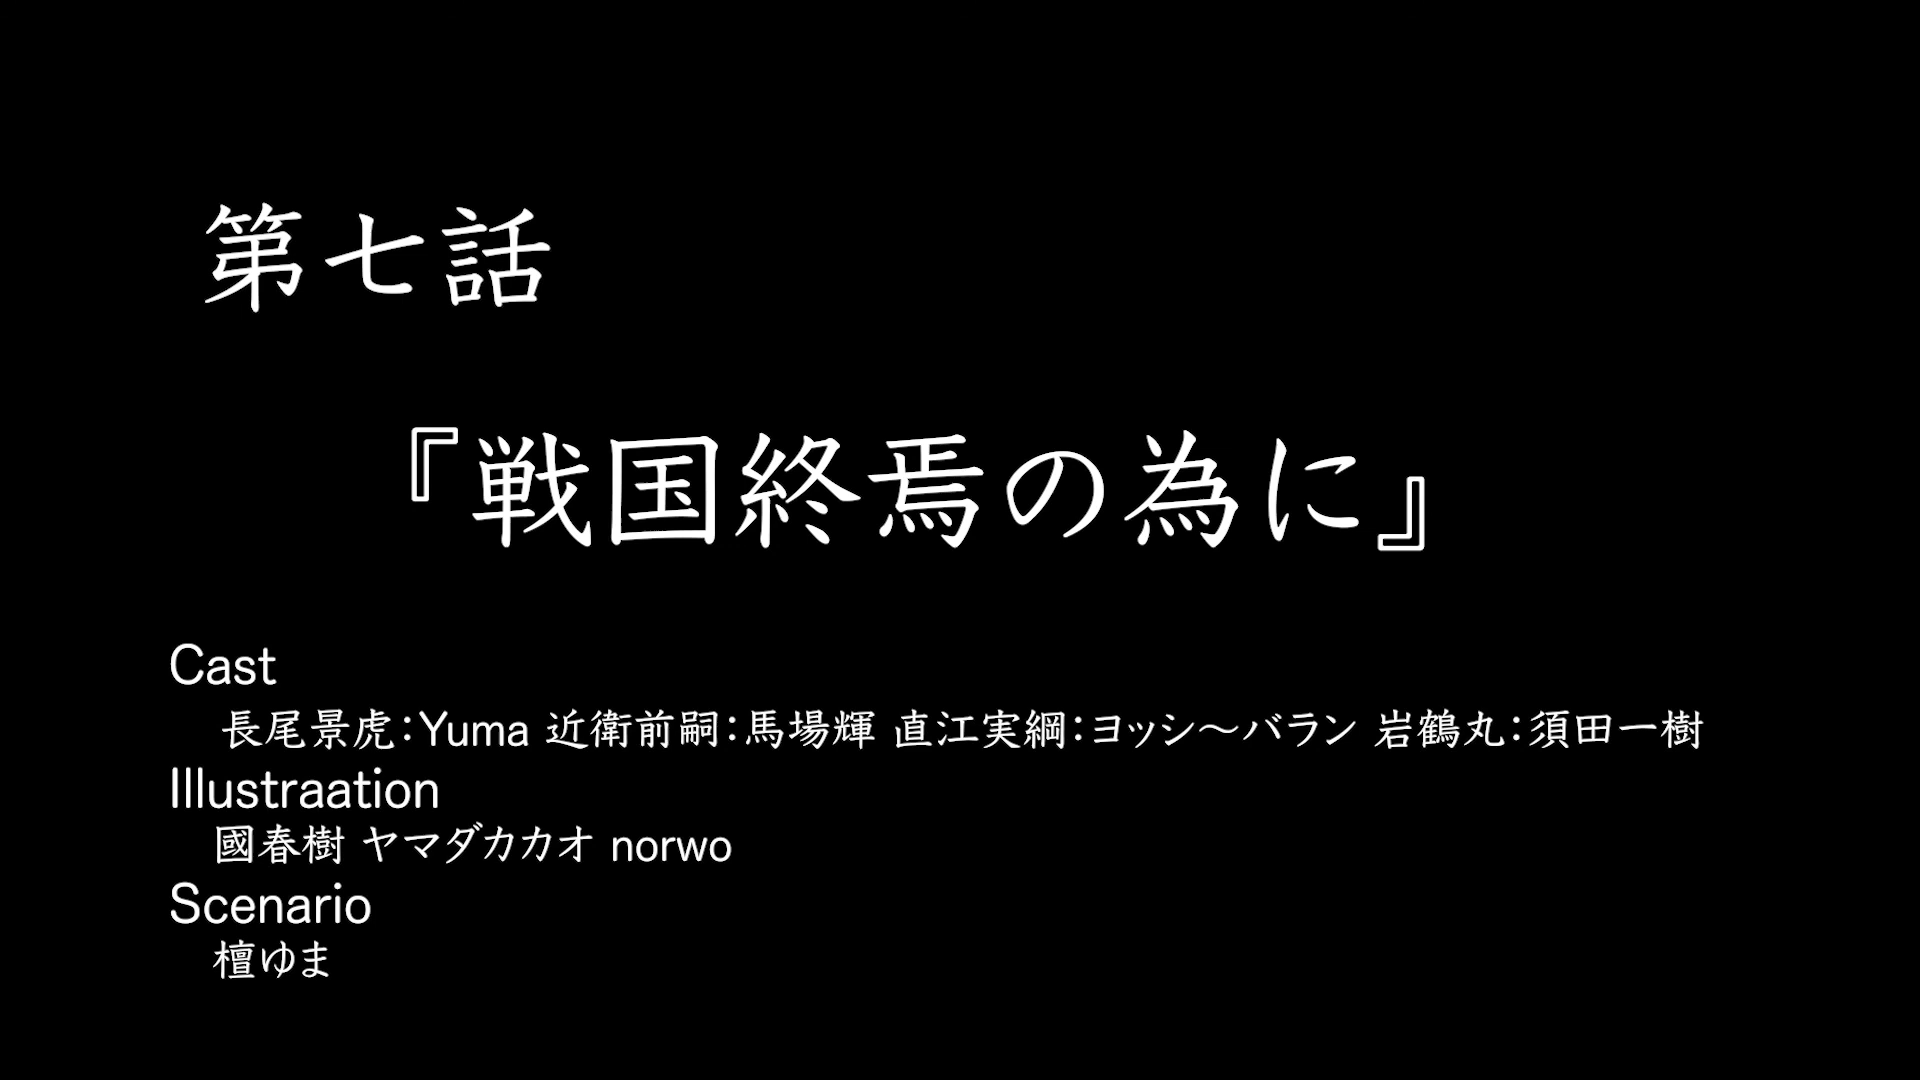 第七話
『戦国終焉の為に』
Cast
長尾景虎：Yuma 近衛前嗣：馬場輝 直江実綱：ヨッシ～バラン 岩鶴丸：須田一樹
Illustraation
國春樹 ヤマダカカオ norwo
Scenario
檀ゆま